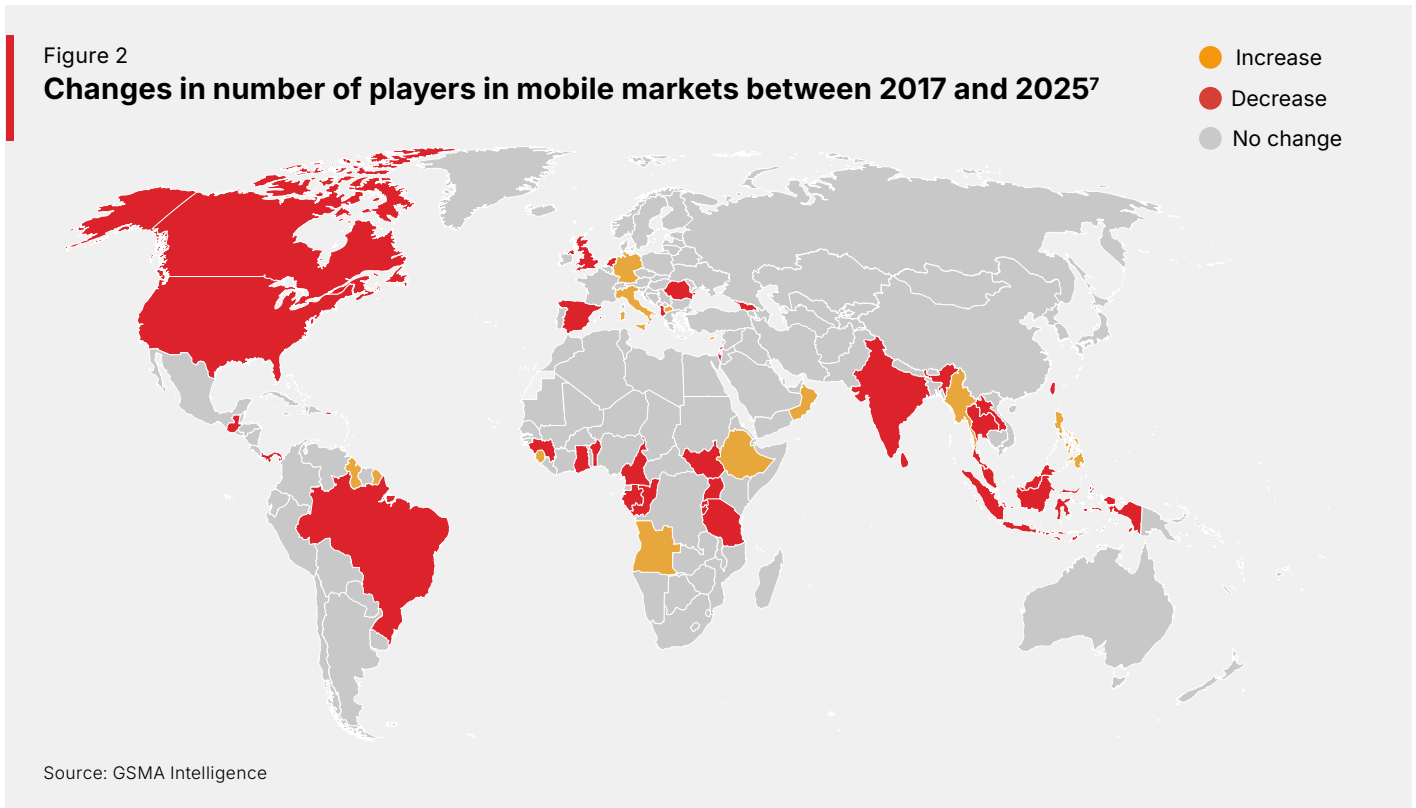 Figure 2
Changes in number of players in mobile markets between 2017 and 2025⁷
Increase
Decrease
No change
Source: GSMA Intelligence